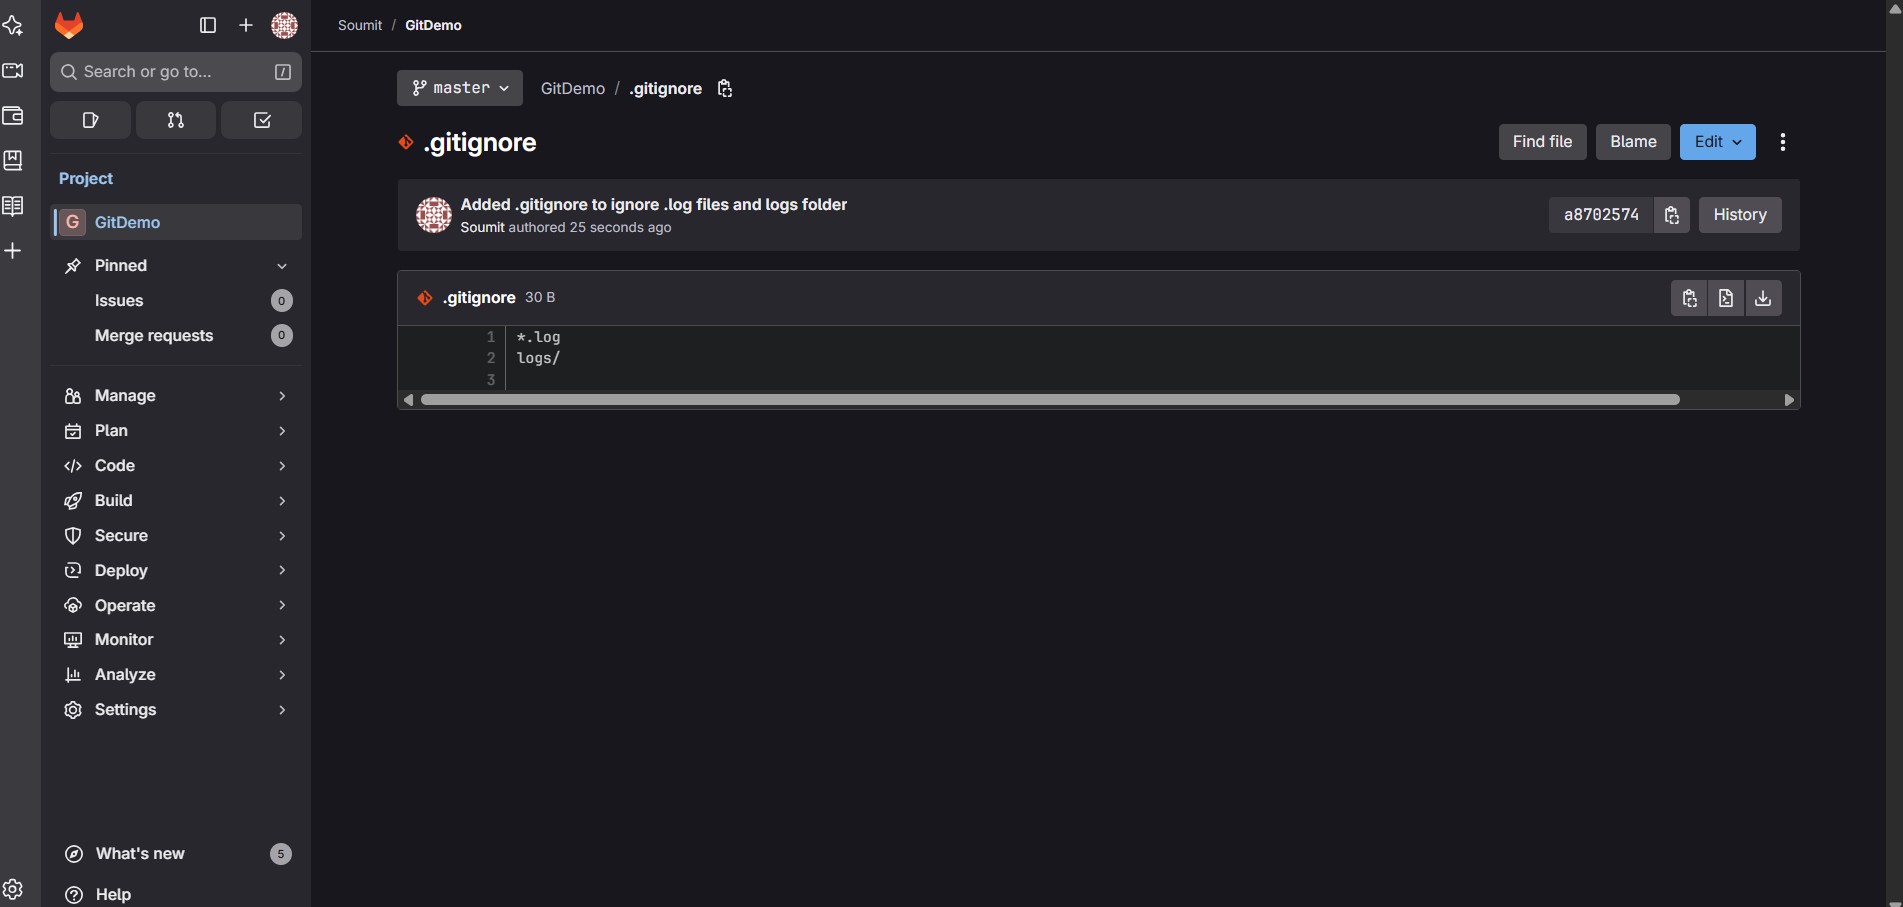 Soumit / GitDemo
Search or go to... /
master
GitDemo / .gitignore
.gitignore
Find file
Blame
Edit
Project
Added .gitignore to ignore .log files and logs folder
Soumit authored 25 seconds ago
a8702574
History
G GitDemo
Pinned
Issues 0
Merge requests 0
.gitignore 30 B
1 *.log
2 logs/
3
Manage
Plan
Code
Build
Secure
Deploy
Operate
Monitor
Analyze
Settings
What's new 5
Help